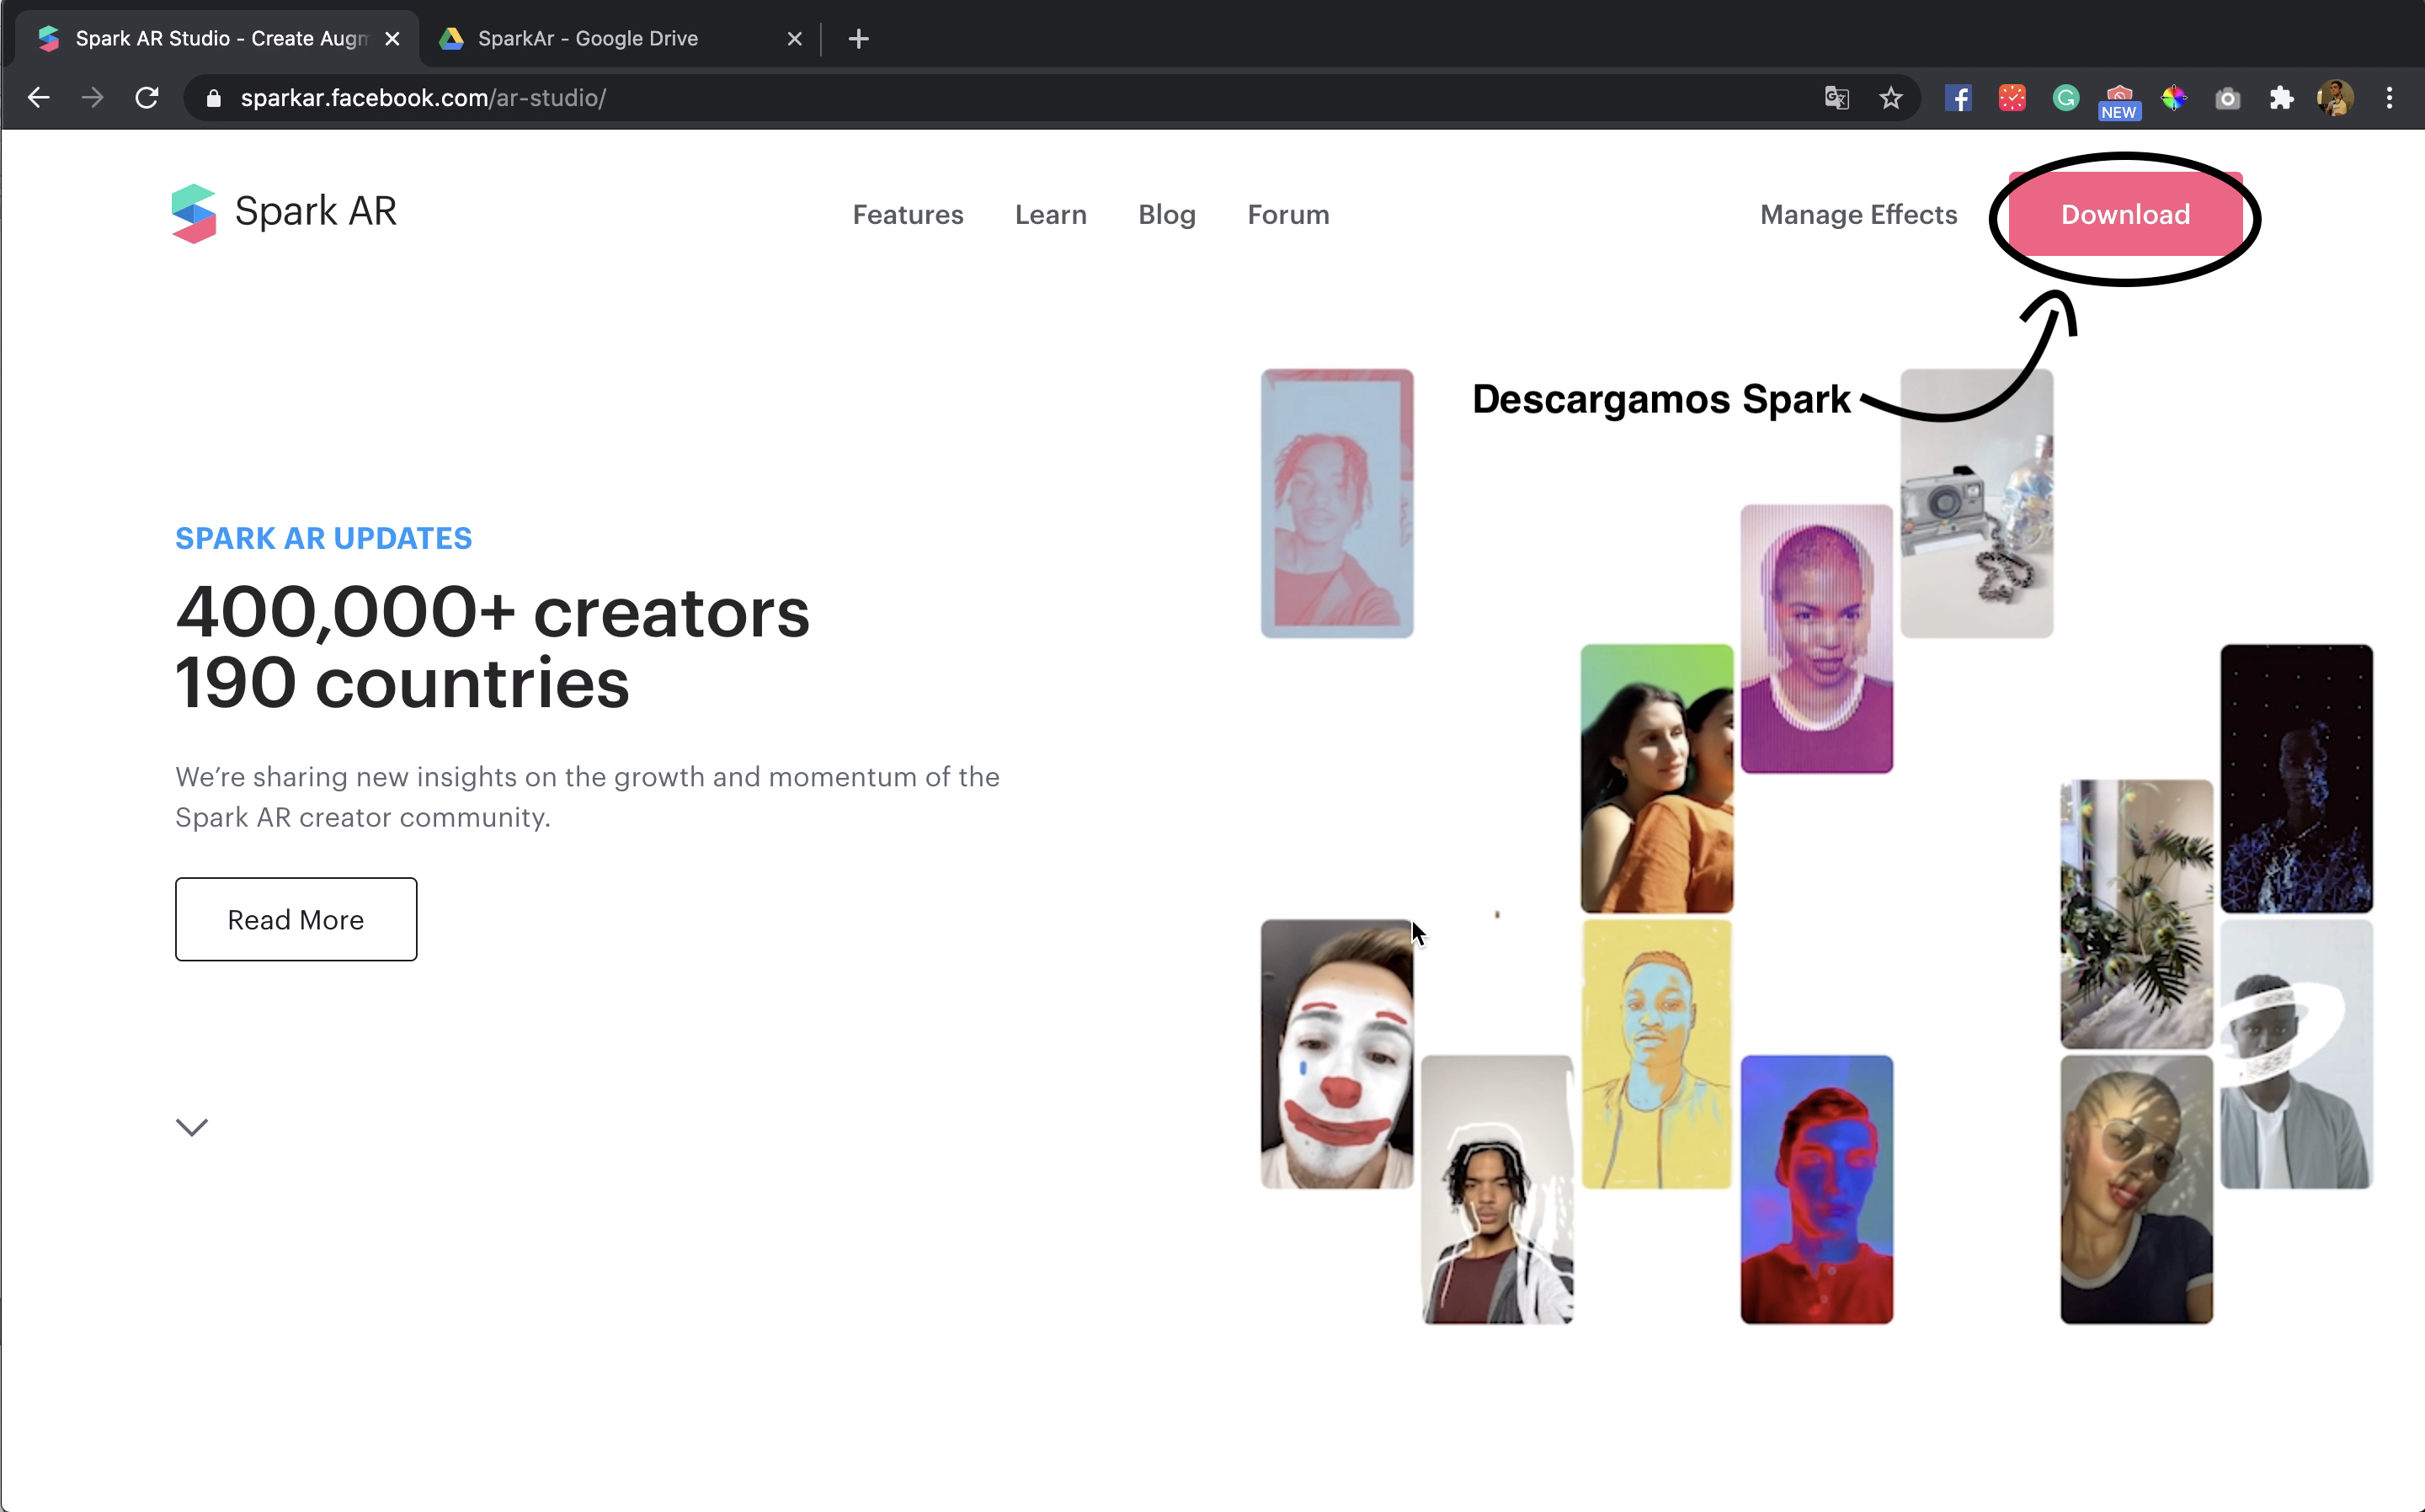 Spark AR Studio - Create Augm
SparkAr - Google Drive
sparkar.facebook.com/ar-studio/
NEW
Spark AR
Features
Learn
Blog
Forum
Manage Effects
Download
Descargamos Spark
SPARK AR UPDATES
400,000+ creators
190 countries
We’re sharing new insights on the growth and momentum of the
Spark AR creator community.
Read More